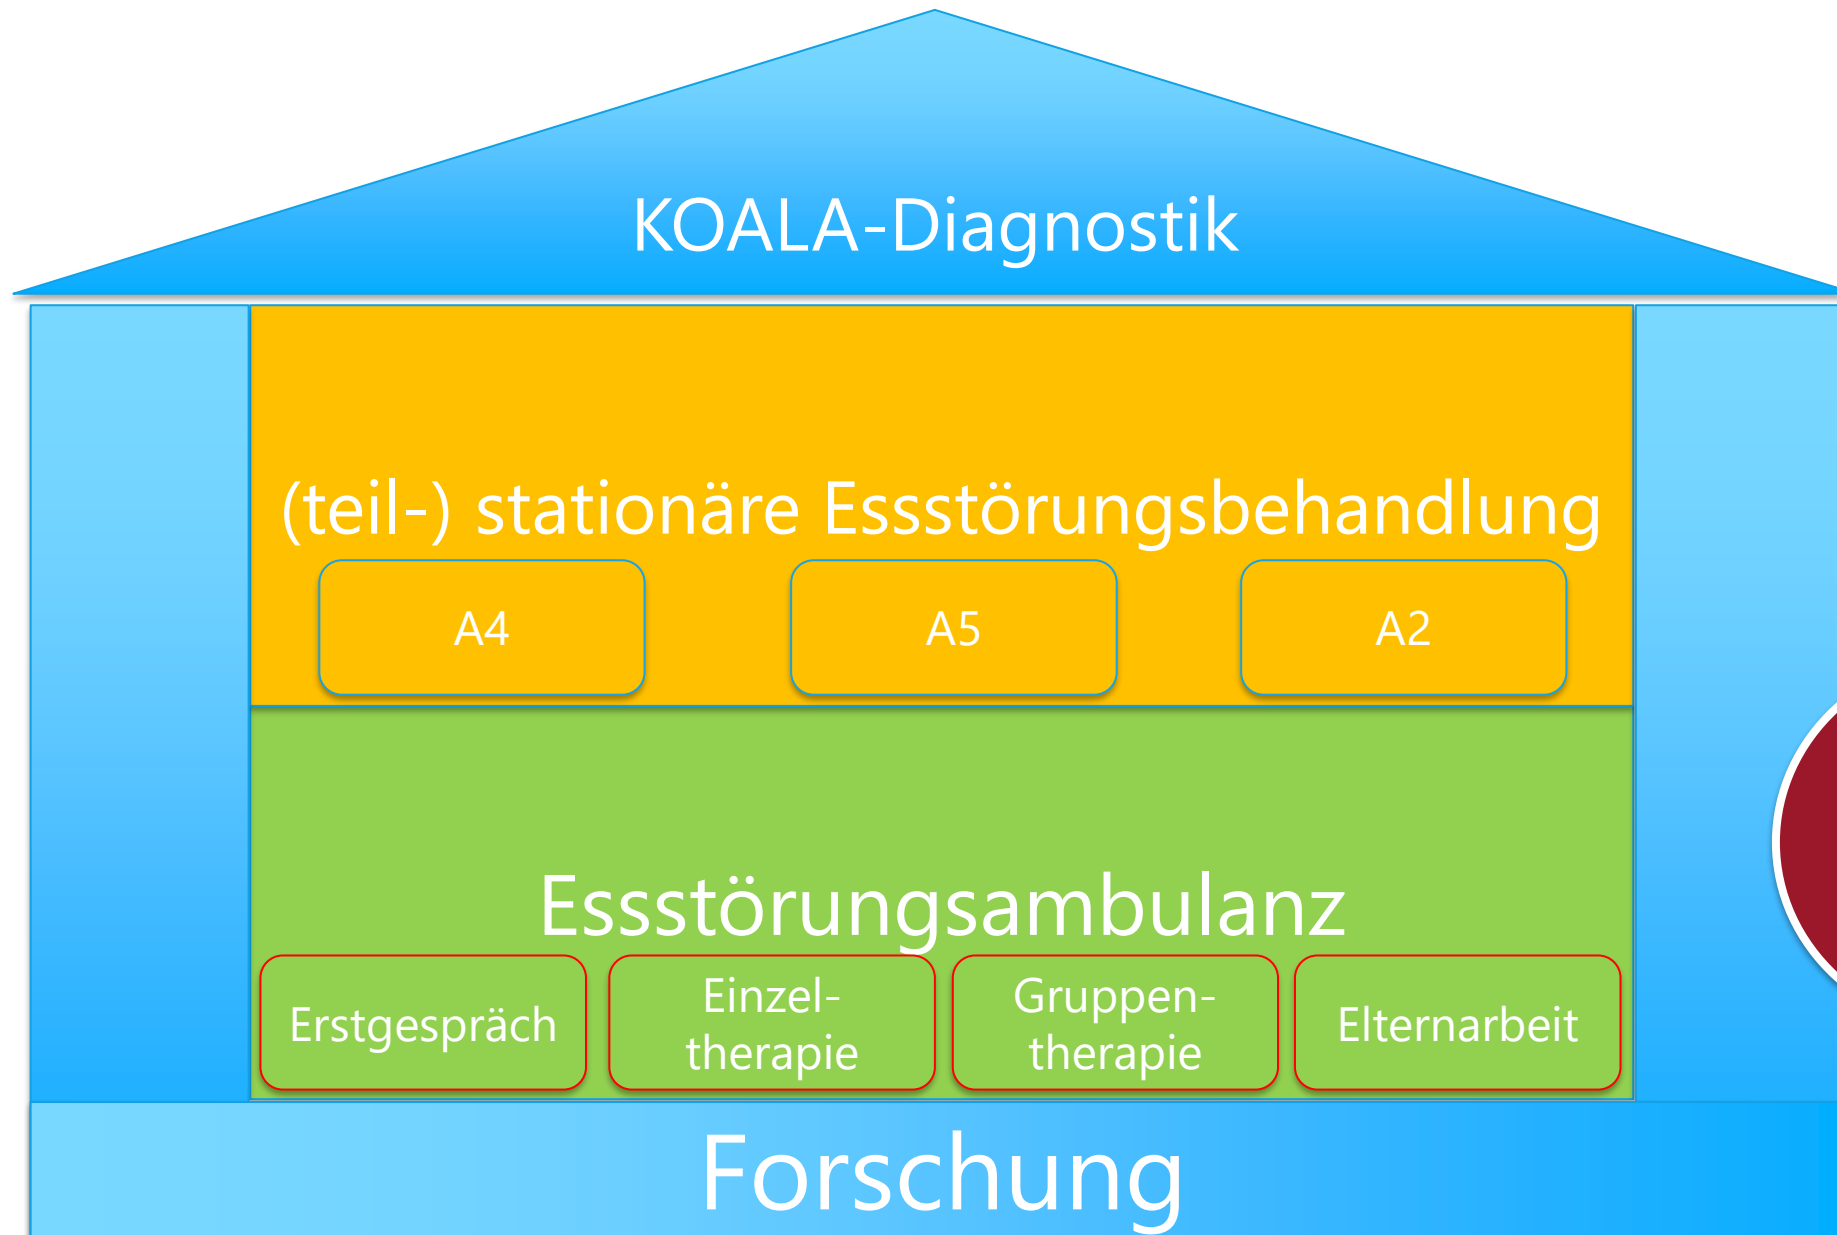 KOALA-Diagnostik
(teil-) stationäre Essstörungsbehandlung
A4
A5
A2
Essstörungsambulanz
Erstgespräch
Einzel-
therapie
Gruppen-
therapie
Elternarbeit
Forschung